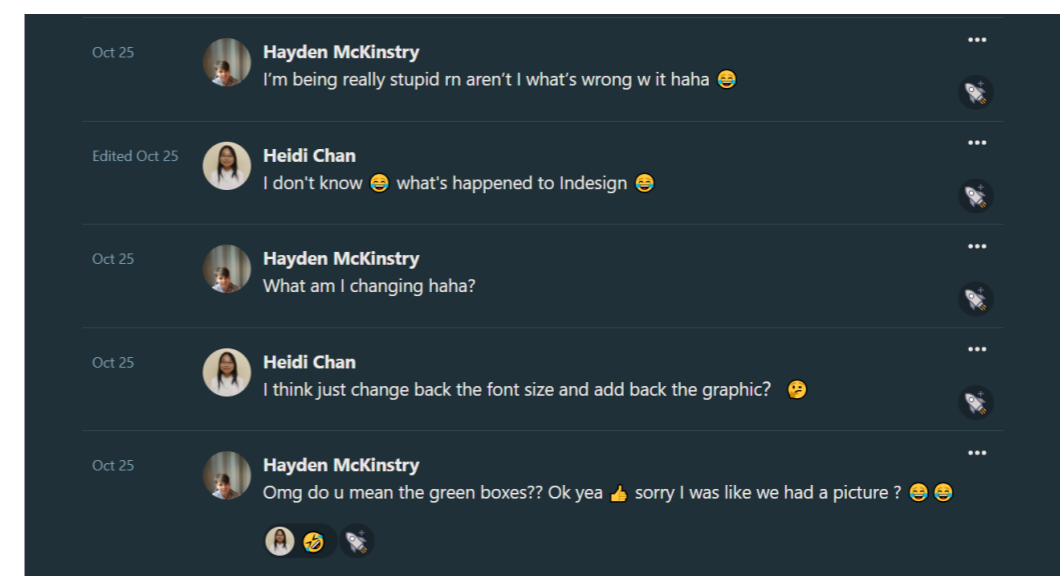 Oct 25
Hayden McKinstry
I’m being really stupid rn aren’t I what’s wrong w it haha 😂
Edited Oct 25
Heidi Chan
I don't know 😂 what's happened to Indesign 😂
Oct 25
Hayden McKinstry
What am I changing haha?
Oct 25
Heidi Chan
I think just change back the font size and add back the graphic? 🤔
Oct 25
Hayden McKinstry
Omg do u mean the green boxes?? Ok yea 👍 sorry I was like we had a picture ? 😂 😂